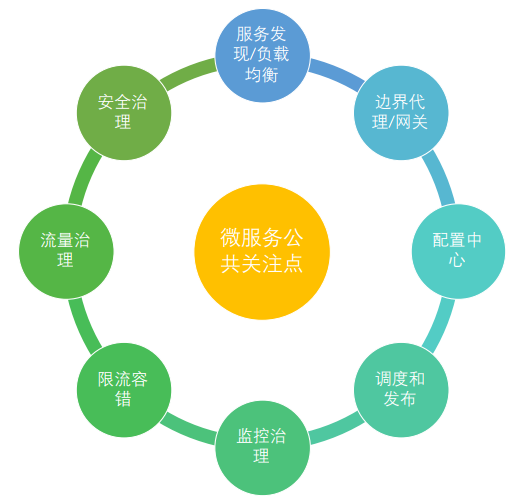 服务发
现/负载
均衡
边界代
理/网关
配置中
心
调度和
发布
监控治
理
限流容
错
流量治
理
安全治
理
微服务公
共关注点